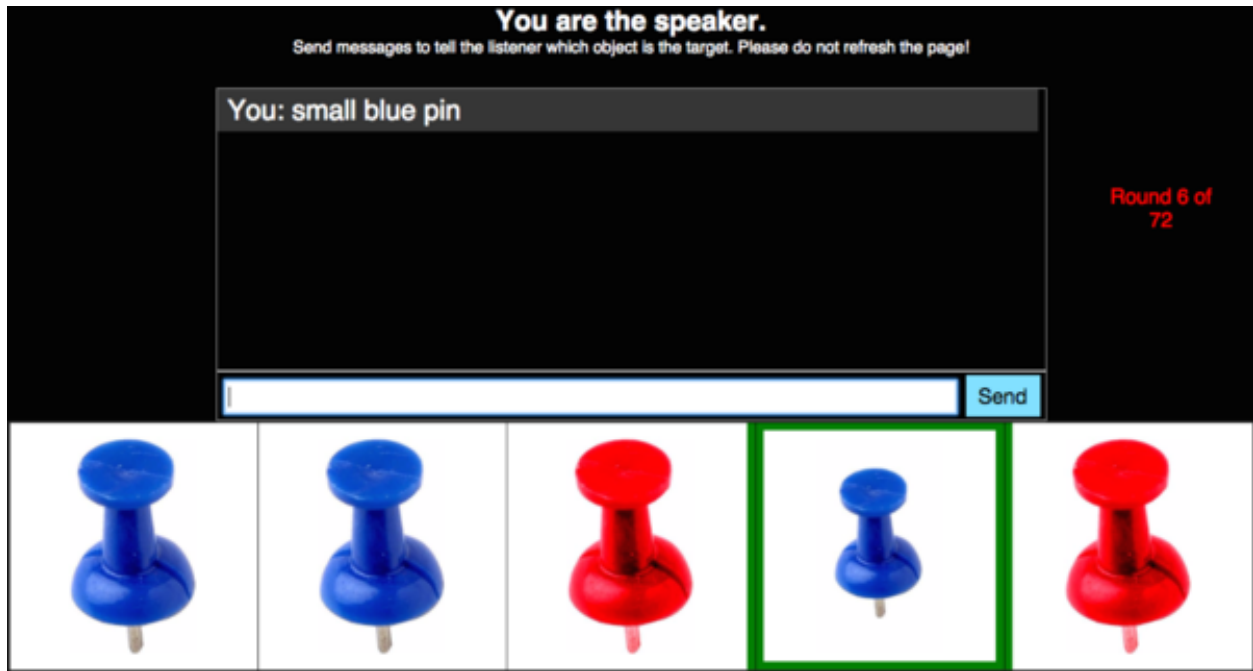 You are the speaker.
Send messages to tell the listener which object is the target. Please do not refresh the page!
You: small blue pin
Round 6 of
72
Send